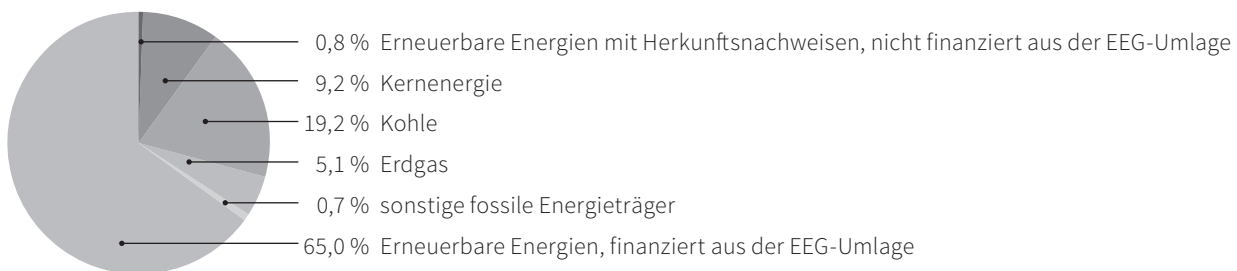 0,8 % Erneuerbare Energien mit Herkunftsnachweisen, nicht finanziert aus der EEG-Umlage
9,2 % Kernenergie
19,2 % Kohle
5,1 % Erdgas
0,7 % sonstige fossile Energieträger
65,0 % Erneuerbare Energien, finanziert aus der EEG-Umlage